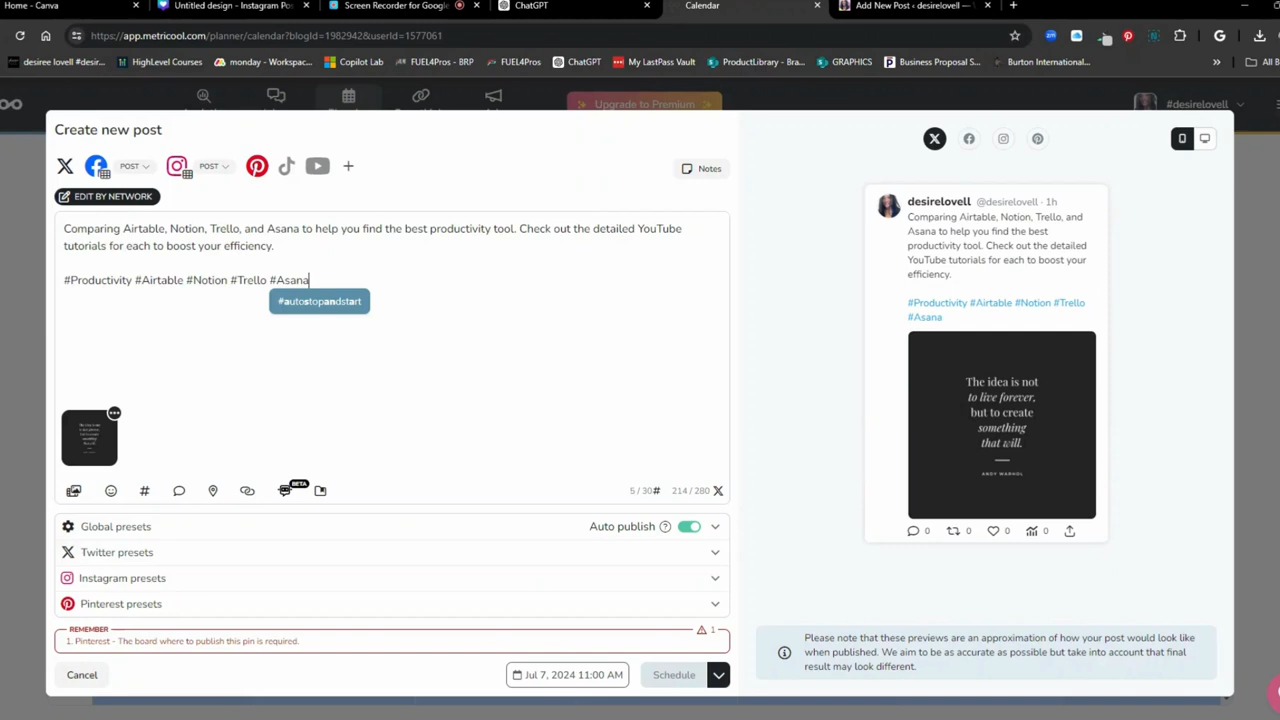 Home - Canva
Untitled design - Instagram Pos
Screen Recorder for Google
ChatGPT
Calendar
Add New Post ‹ desirelovell — W
https://app.metricool.com/planner/calendar?blogId=1982942&userId=1577061
desiree lovell #desir...
HighLevel Courses
monday - Workspac...
Copilot Lab
FUEL4Pros - BRP
FUEL4Pros
ChatGPT
My LastPass Vault
ProductLibrary - Bra...
GRAPHICS
Business Proposal S...
Burton International...
All B
Upgrade to Premium
#desirelovell
Create new post
POST
POST
Notes
EDIT BY NETWORK
Comparing Airtable, Notion, Trello, and Asana to help you find the best productivity tool. Check out the detailed YouTube
tutorials for each to boost your efficiency.
#Productivity #Airtable #Notion #Trello #Asana
#autostopandstart
BETA
5 / 30#
214 / 280
Global presets
Auto publish
Twitter presets
Instagram presets
Pinterest presets
REMEMBER
1
1. Pinterest - The board where to publish this pin is required.
Cancel
Jul 7, 2024 11:00 AM
Schedule
desirelovell @desirelovell · 1h
Comparing Airtable, Notion, Trello, and
Asana to help you find the best
productivity tool. Check out the detailed
YouTube tutorials for each to boost your
efficiency.
#Productivity #Airtable #Notion #Trello
#Asana
The idea is not
to live forever,
but to create
something
that will.
ANDY WARHOL
0
0
0
0
Please note that these previews are an approximation of how your post would look like
when published. We aim to be as accurate as possible but take into account that final
result may look different.